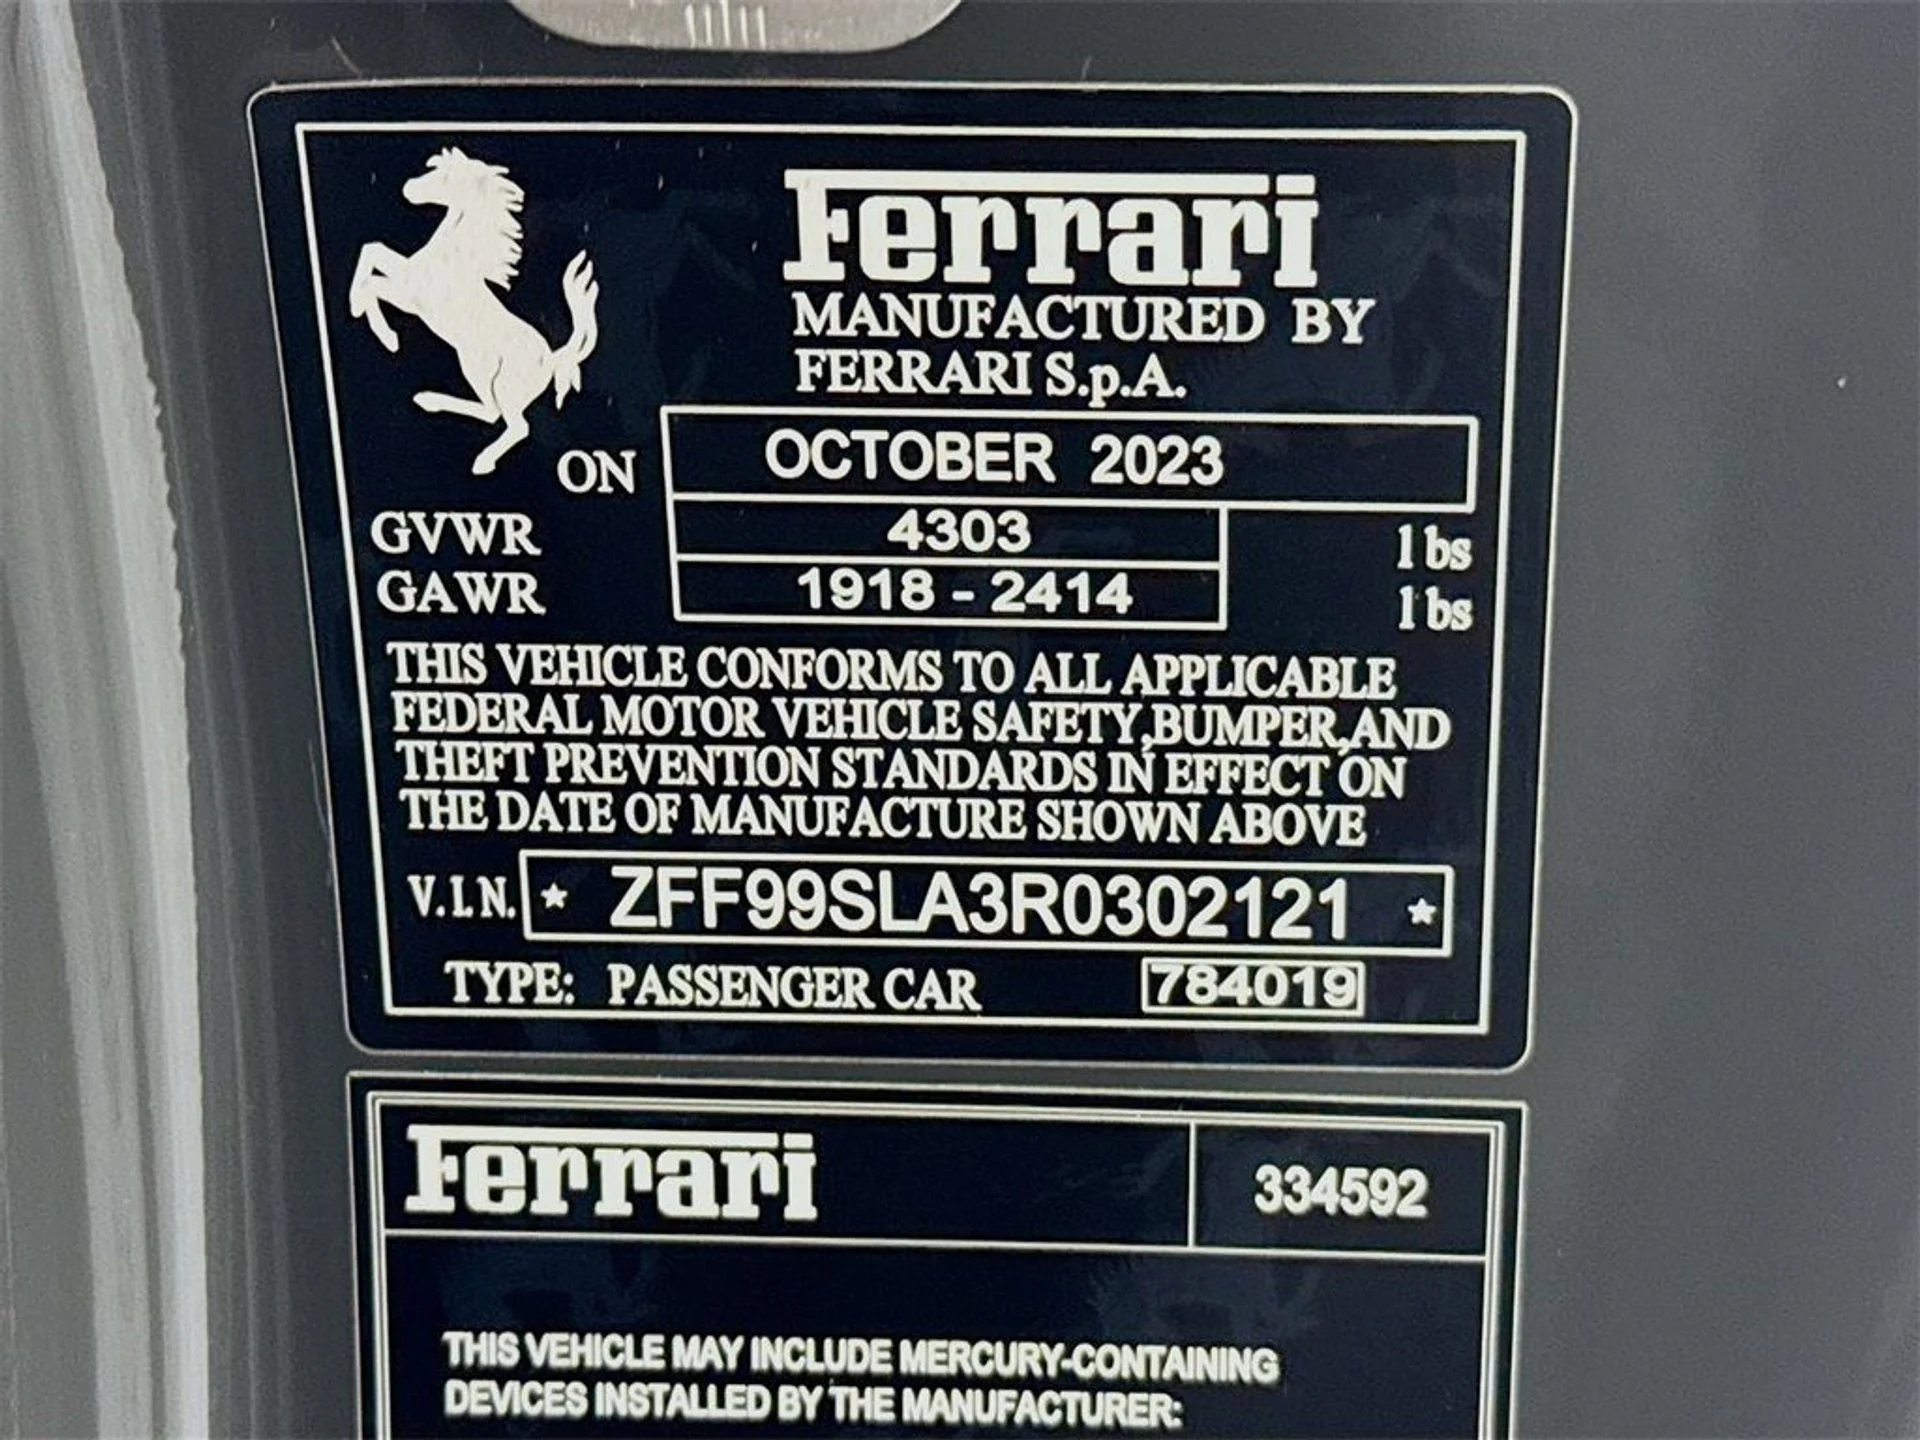 Ferrari
MANUFACTURED BY
FERRARI S.p.A.
ON OCTOBER 2023
GVWR 4303 lbs
GAWR 1918 - 2414 lbs
THIS VEHICLE CONFORMS TO ALL APPLICABLE
FEDERAL MOTOR VEHICLE SAFETY,BUMPER,AND
THEFT PREVENTION STANDARDS IN EFFECT ON
THE DATE OF MANUFACTURE SHOWN ABOVE
V.I.N. * ZFF99SLA3R0302121 *
TYPE: PASSENGER CAR 784019
Ferrari 334592
THIS VEHICLE MAY INCLUDE MERCURY-CONTAINING
DEVICES INSTALLED BY THE MANUFACTURER: